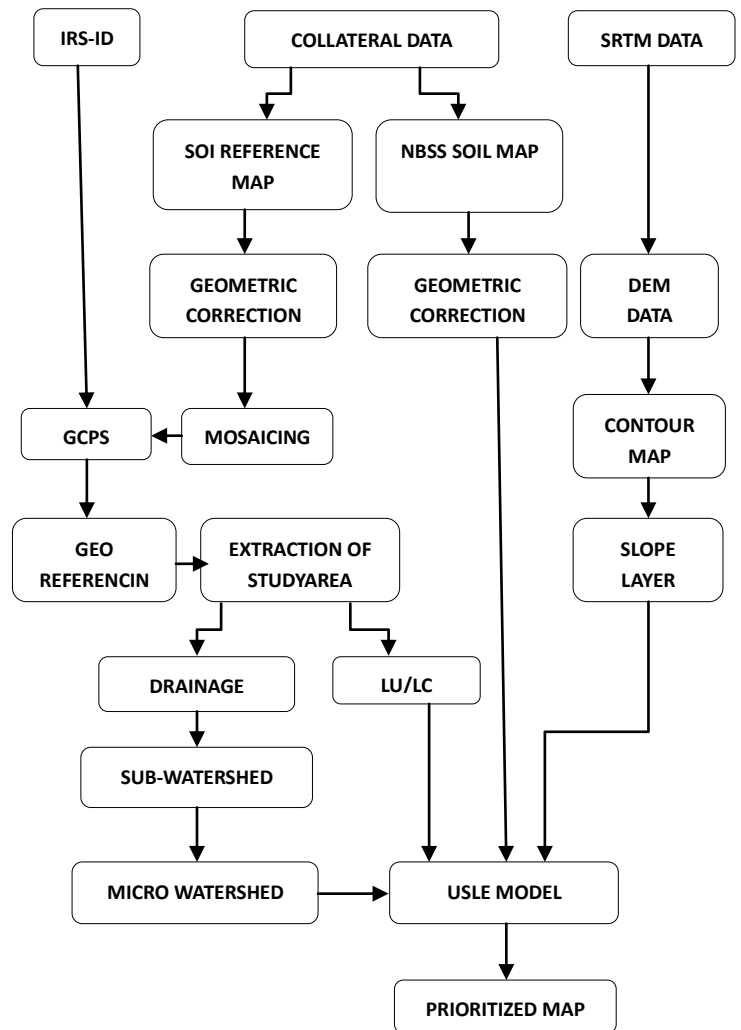 IRS-ID
COLLATERAL DATA
SRTM DATA
SOI REFERENCE
MAP
NBSS SOIL MAP
GEOMETRIC
CORRECTION
GEOMETRIC
CORRECTION
DEM
DATA
GCPS
MOSAICING
CONTOUR
MAP
GEO
REFERENCIN
EXTRACTION OF
STUDYAREA
SLOPE
LAYER
DRAINAGE
LU/LC
SUB-WATERSHED
MICRO WATERSHED
USLE MODEL
PRIORITIZED MAP